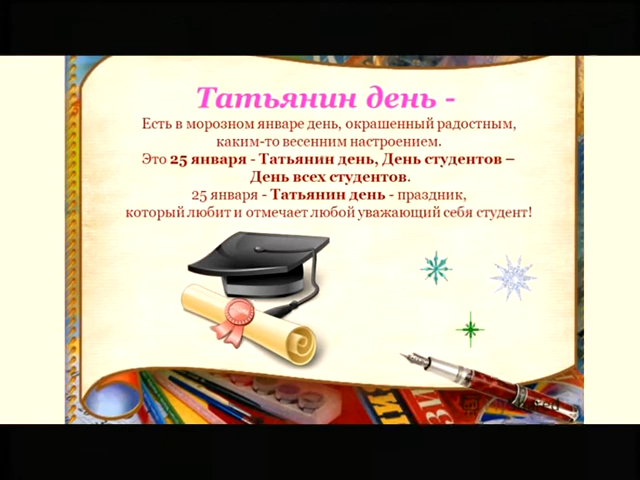 Татьянин день -
Есть в морозном январе день, окрашенный радостным,
каким-то весенним настроением.
Это 25 января - Татьянин день, День студентов –
День всех студентов.
25 января - Татьянин день - праздник,
который любит и отмечает любой уважающий себя студент!